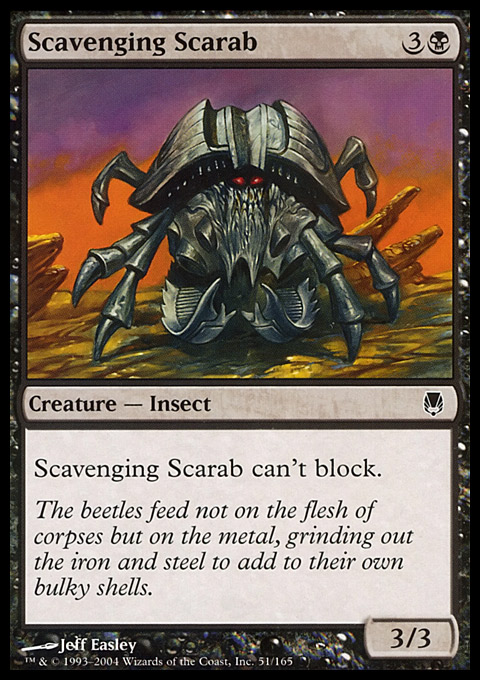 Scavenging Scarab 3
Creature — Insect
Scavenging Scarab can't block.
The beetles feed not on the flesh of
corpses but on the metal, grinding out
the iron and steel to add to their own
bulky shells.
Jeff Easley
3/3
™ & © 1993–2004 Wizards of the Coast, Inc. 51/165